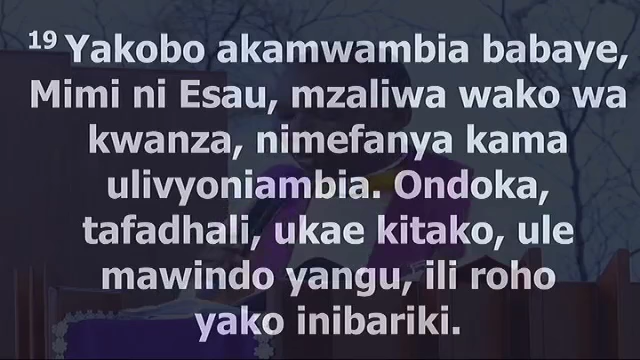 19 Yakobo akamwambia babaye,
Mimi ni Esau, mzaliwa wako wa
kwanza, nimefanya kama
ulivyoniambia. Ondoka,
tafadhali, ukae kitako, ule
mawindo yangu, ili roho
yako inibariki.